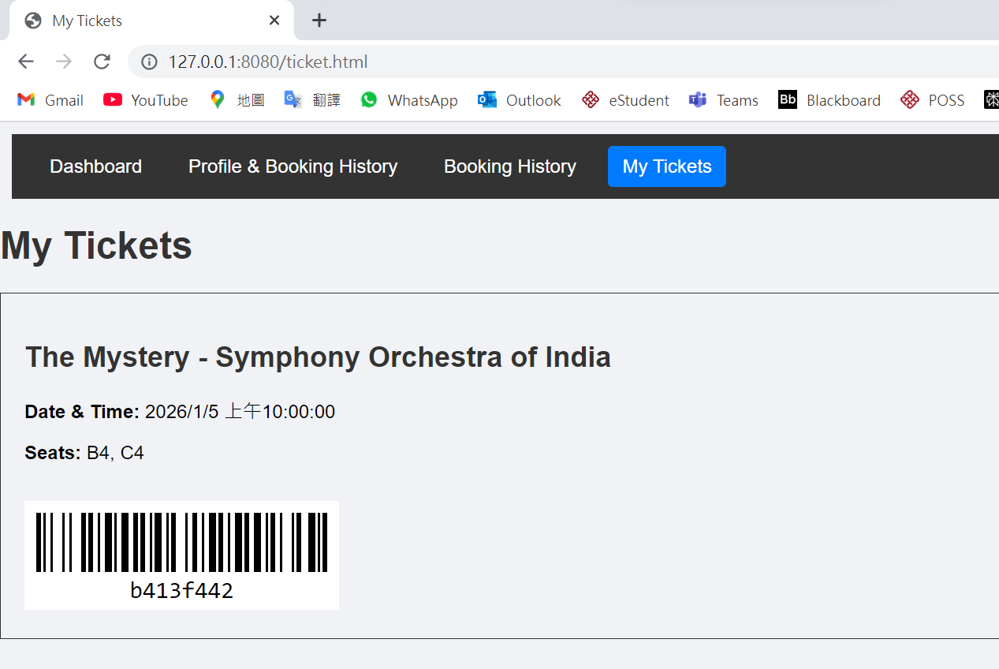 My Tickets
127.0.0.1:8080/ticket.html
Gmail YouTube 地圖 翻譯 WhatsApp Outlook eStudent Teams Bb Blackboard POSS
Dashboard Profile & Booking History Booking History My Tickets
My Tickets
The Mystery - Symphony Orchestra of India
Date & Time: 2026/1/5 上午10:00:00
Seats: B4, C4
b413f442